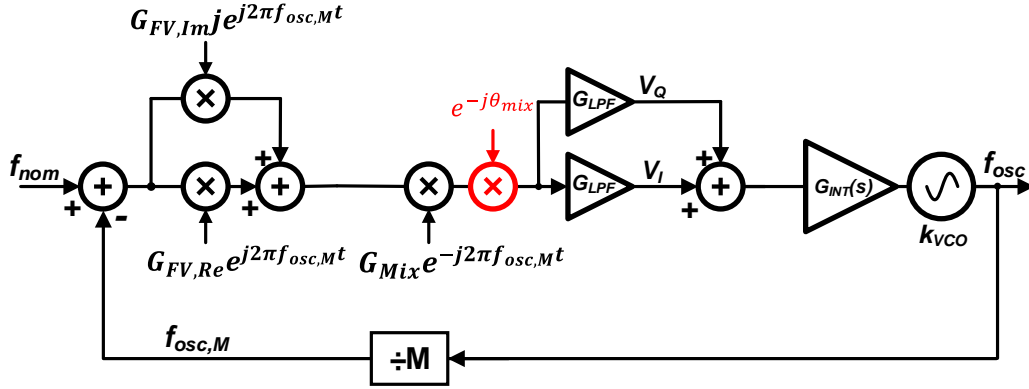 G_{FV,Im}je^{j2πf_{osc,M}t}
e^{-jθ_{mix}}
G_{LPF}
V_Q
f_{nom}
+
+
-
×
×
+
+
+
×
×
G_{LPF}
V_I
+
+
+
G_{INT}(s)
f_{osc}
k_{VCO}
G_{FV,Re}e^{j2πf_{osc,M}t}
G_{Mix}e^{-j2πf_{osc,M}t}
f_{osc,M}
÷M